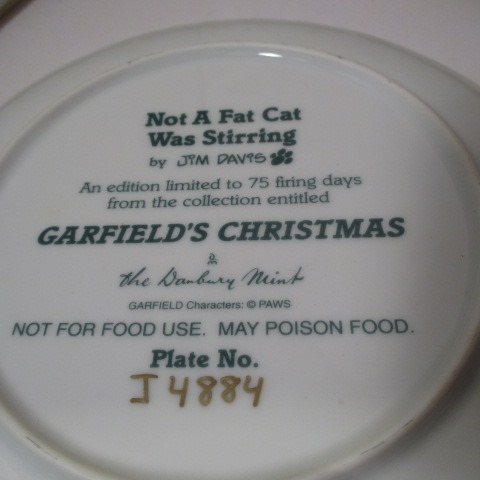 Not A Fat Cat
Was Stirring
by JIM DAVIS
An edition limited to 75 firing days
from the collection entitled
GARFIELD'S CHRISTMAS
The Danbury Mint
GARFIELD Characters: © PAWS
NOT FOR FOOD USE. MAY POISON FOOD.
Plate No.
J 4884